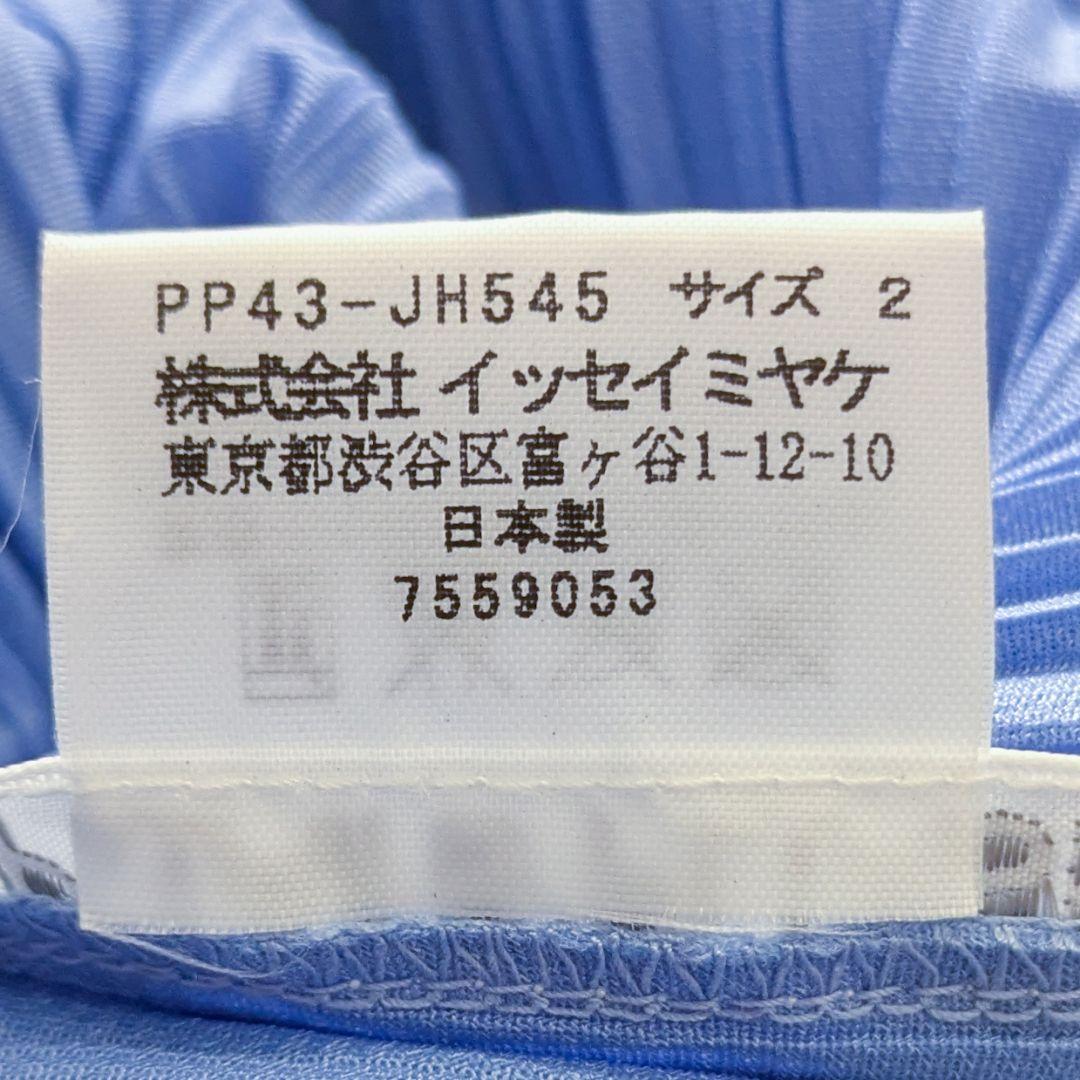 PP43-JH545 サイズ 2
株式会社 イッセイミヤケ
東京都渋谷区富ヶ谷1-12-10
日本製
7559053